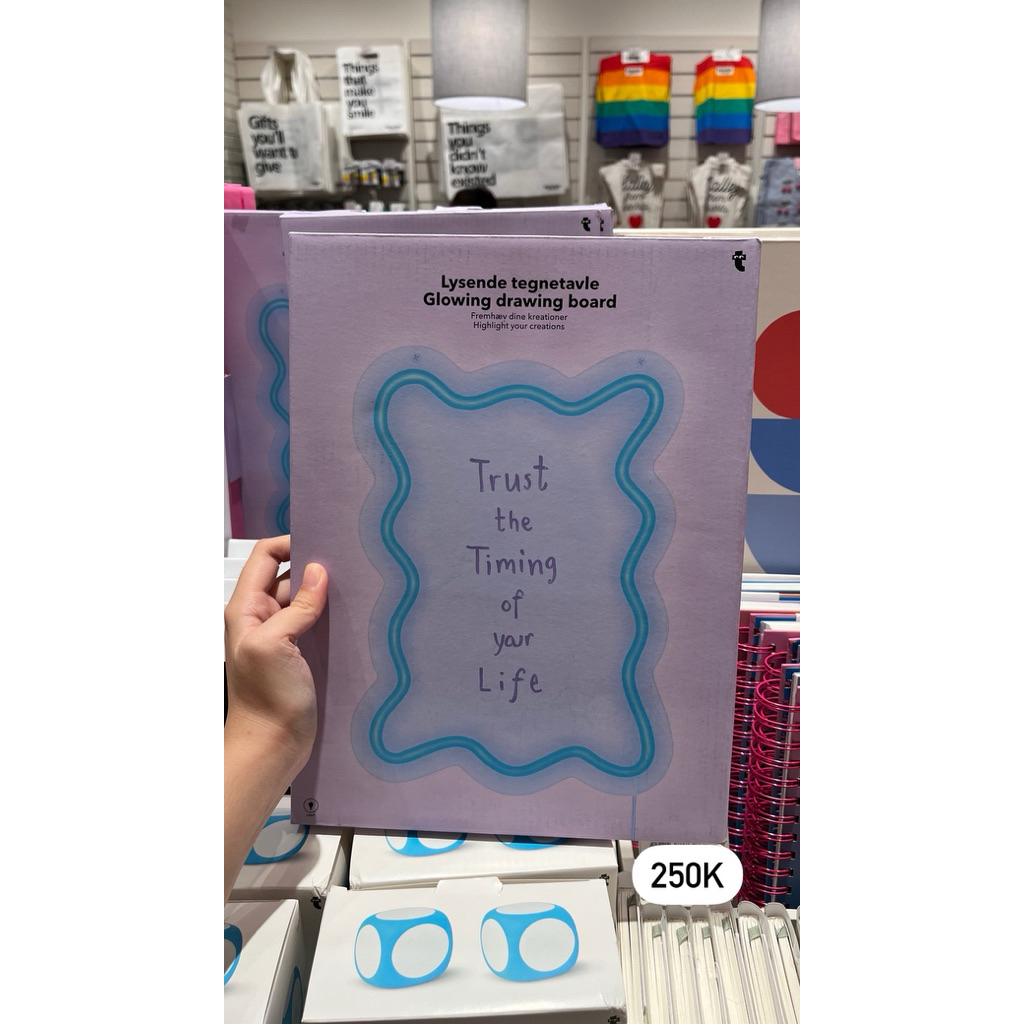 Things
that
make
you
smile
Gifts
you'll
want to
give
Things
you
didn't
know
existed
Lysende tegnetavle
Glowing drawing board
Fremhæv dine kreationer
Highlight your creations
Trust
the
Timing
of
your
Life
250K